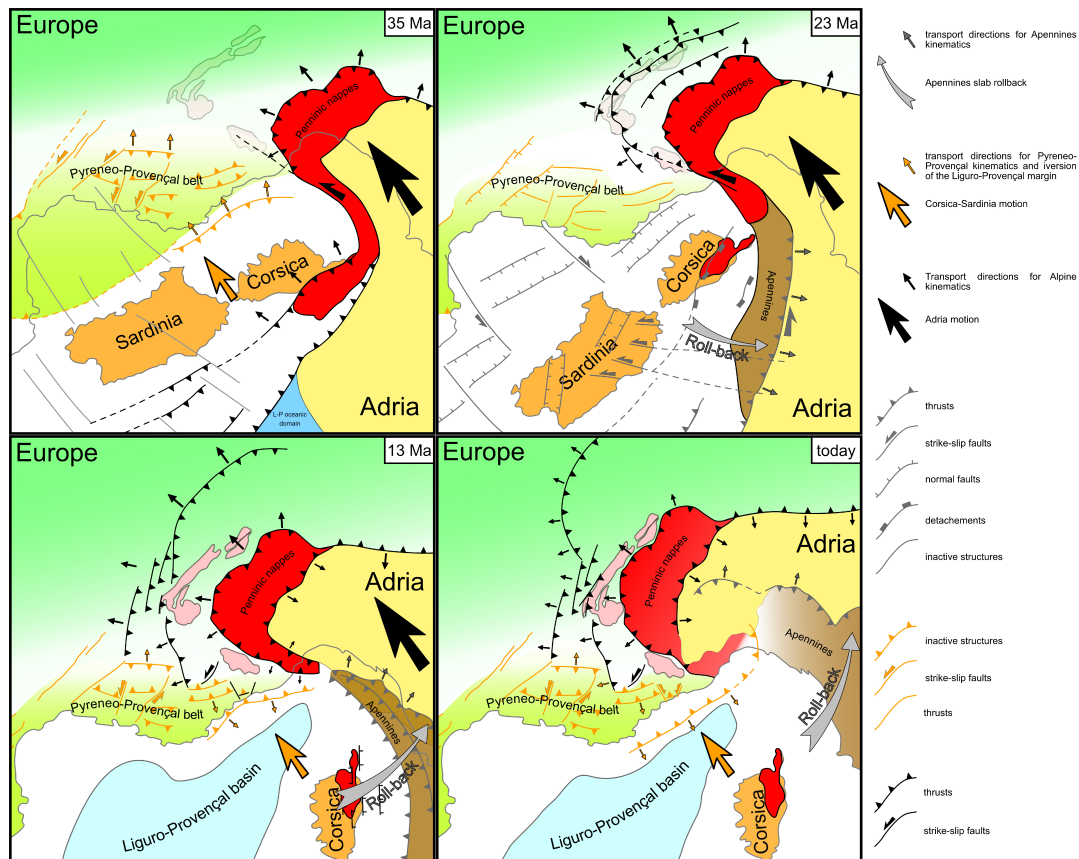 Europe
35 Ma
Penninic nappes
Pyreneo-Provençal belt
Corsica
Sardinia
Adria
L-P oceanic
domain
Europe
23 Ma
Penninic nappes
Pyreneo-Provençal belt
Corsica
Apennines
Roll-back
Sardinia
Adria
Europe
13 Ma
Penninic nappes
Adria
Pyreneo-Provençal belt
Apennines
Roll-back
Liguro-Provençal basin
Corsica
Europe
today
Penninic nappes
Adria
Apennines
Pyreneo-Provençal belt
Roll-back
Liguro-Provençal basin
Corsica
transport directions for Apennines
kinematics
Apennines slab rollback
transport directions for Pyreneo-
Provençal kinematics and iversion
of the Liguro-Provençal margin
Corsica-Sardinia motion
Transport directions for Alpine
kinematics
Adria motion
thrusts
strike-slip faults
normal faults
detachements
inactive structures
inactive structures
strike-slip faults
thrusts
thrusts
strike-slip faults